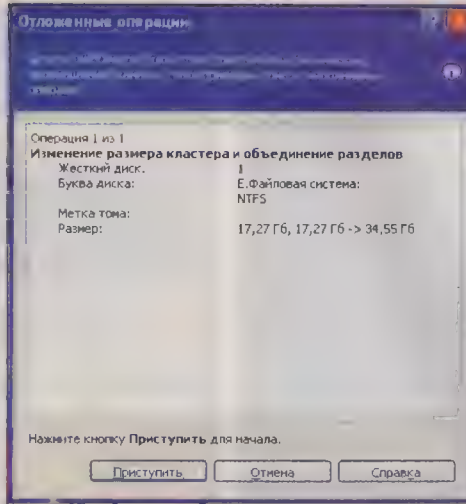 Отложенные операции
Операция 1 из 1
Изменение размера кластера и объединение разделов
Жесткий диск. 1
Буква диска: E.Файловая система:
NTFS
Метка тома:
Размер: 17,27 Гб, 17,27 Гб -> 34,55 Гб
Нажмите кнопку Приступить для начала.
Приступить Отмена Справка